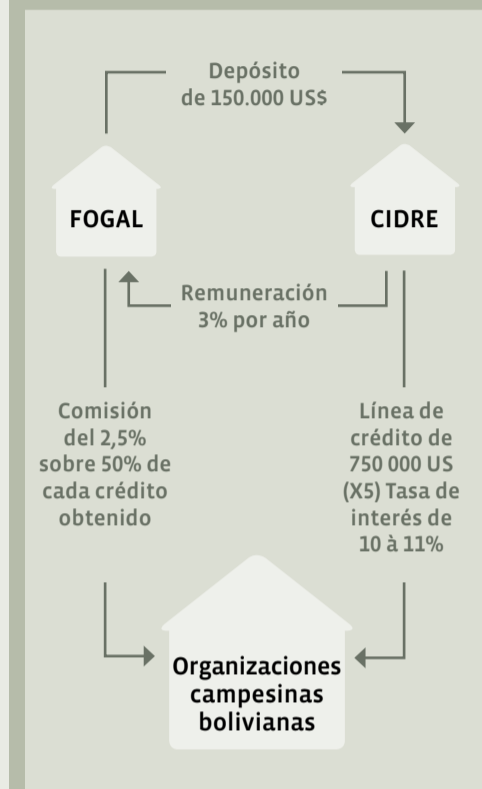 Depósito
de 150.000 US$
FOGAL
CIDRE
Remuneración
3% por año
Comisión
del 2,5%
sobre 50% de
cada crédito
obtenido
Línea de
crédito de
750 000 US
(X5) Tasa de
interés de
10 à 11%
Organizaciones
campesinas
bolivianas